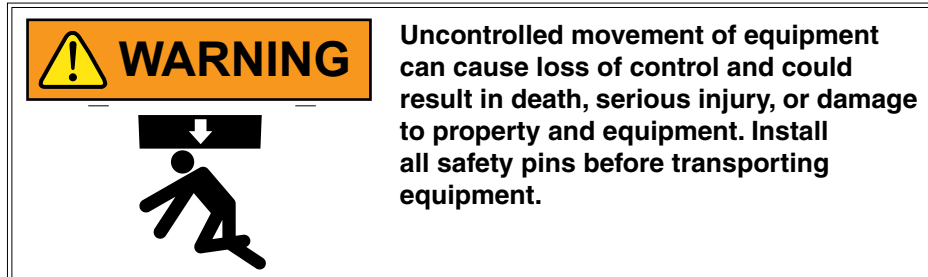 WARNING
Uncontrolled movement of equipment
can cause loss of control and could
result in death, serious injury, or damage
to property and equipment. Install
all safety pins before transporting
equipment.